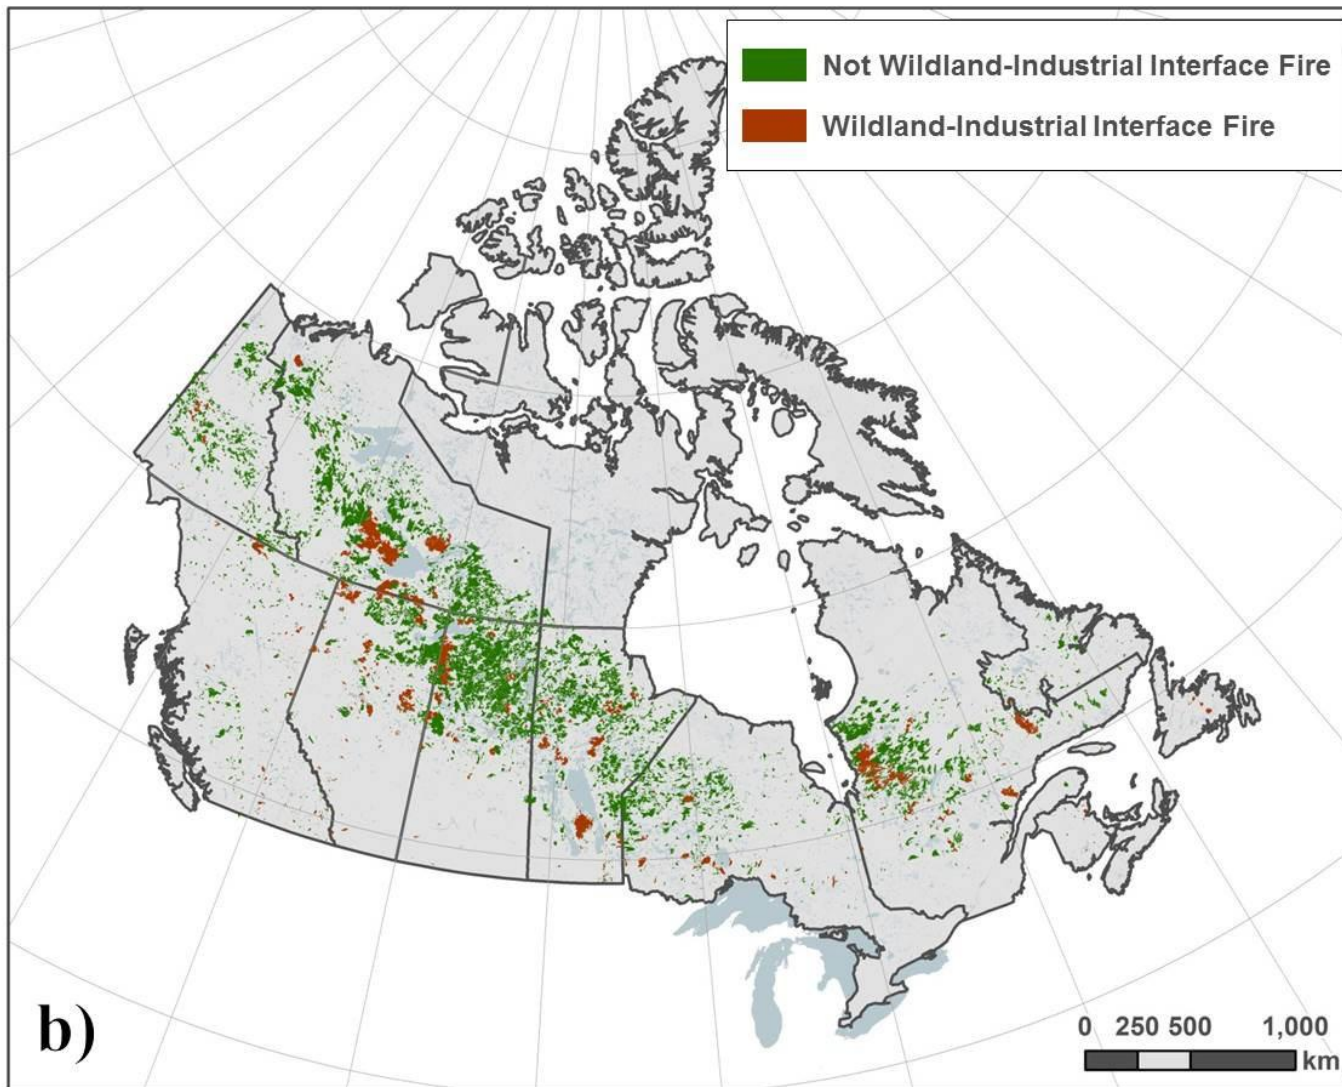 Not Wildland-Industrial Interface Fire
Wildland-Industrial Interface Fire
b)
0 250 500 1,000
km